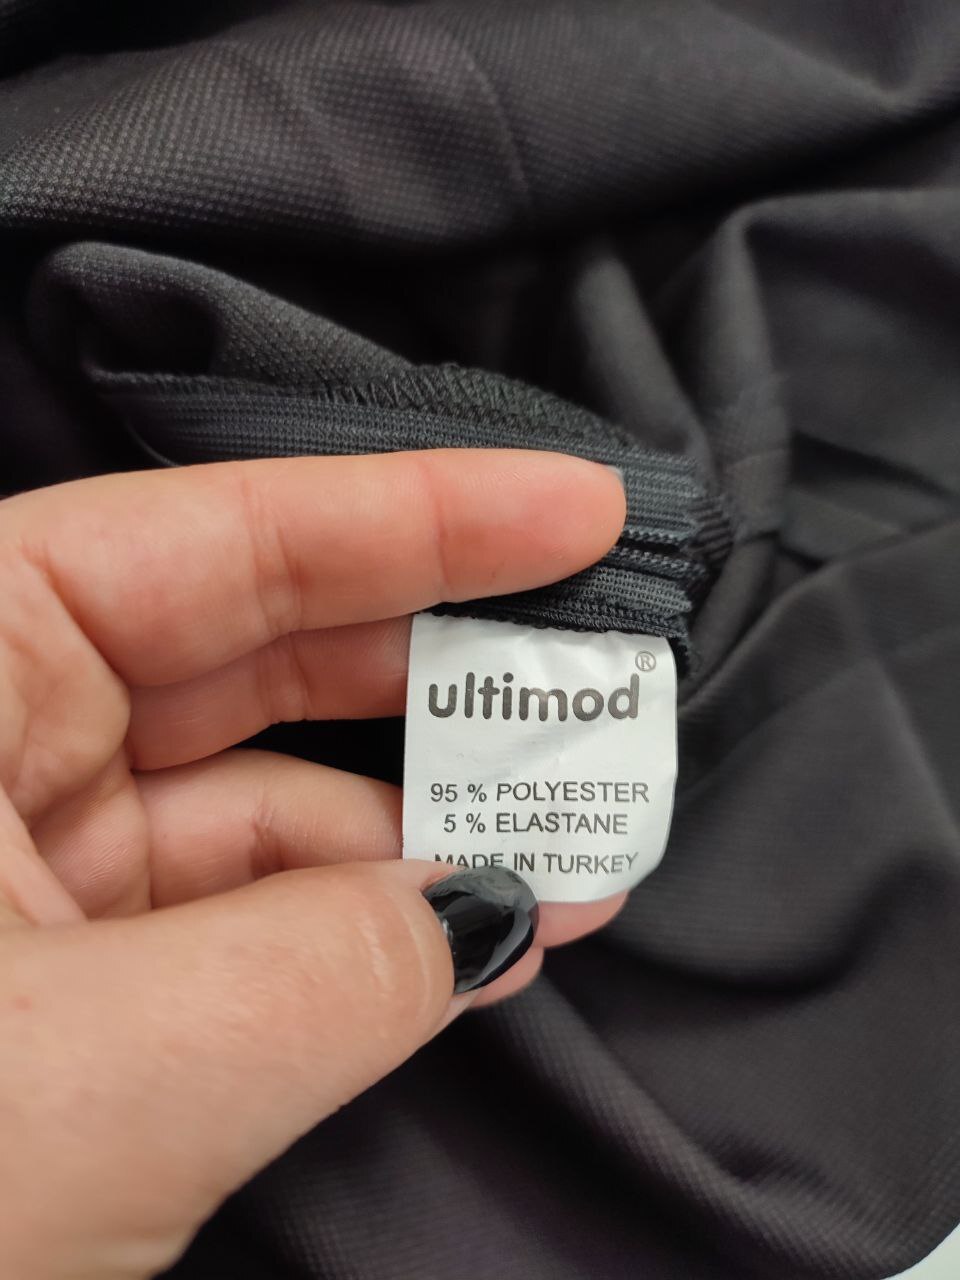 ultimod®
95 % POLYESTER
5 % ELASTANE
MADE IN TURKEY